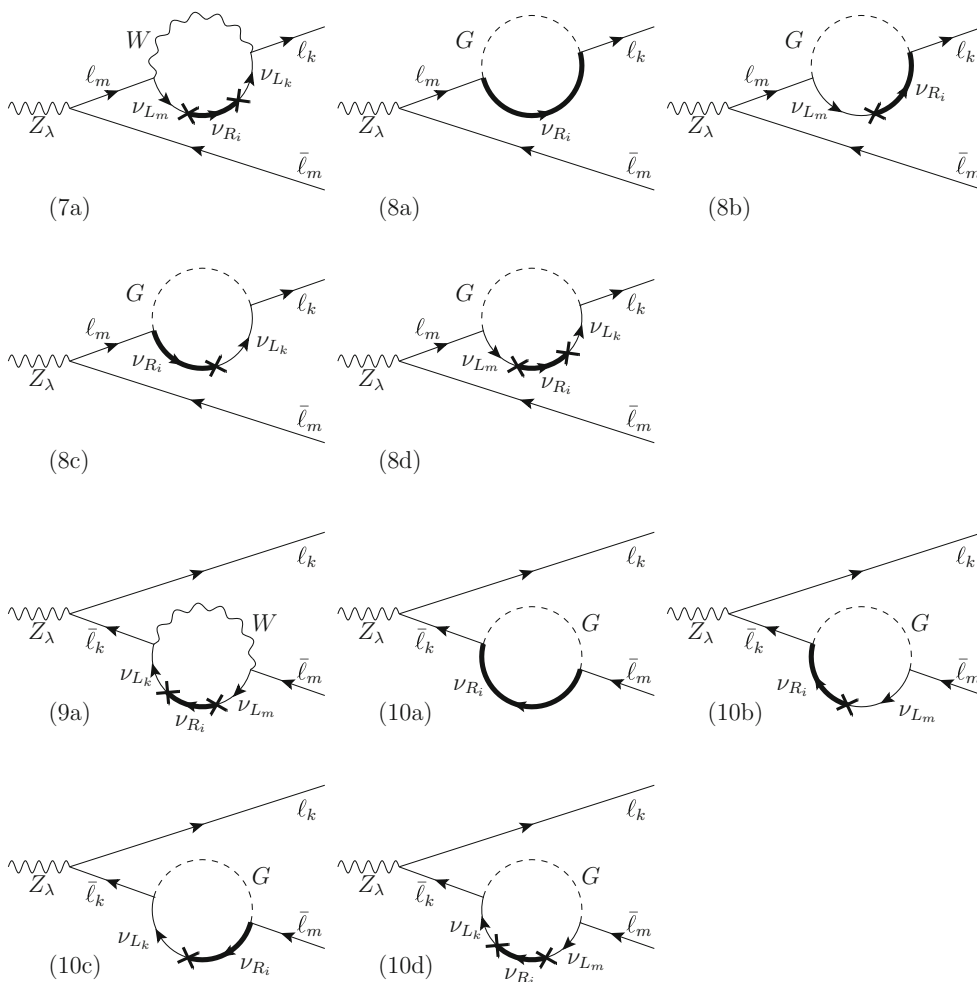 W G G
ℓ_k ℓ_k ℓ_k
ℓ_m ν_{L_k} ℓ_m ℓ_m ν_{R_i}
ν_{L_m} ν_{R_i} ν_{R_i} ν_{L_m}
Z_λ Z_λ Z_λ
ℓ̄_m ℓ̄_m ℓ̄_m
(7a) (8a) (8b)
G G
ℓ_k ℓ_k
ℓ_m ν_{L_k} ℓ_m ν_{L_k}
ν_{R_i} ν_{L_m} ν_{R_i}
Z_λ Z_λ
ℓ̄_m ℓ̄_m
(8c) (8d)
ℓ_k ℓ_k ℓ_k
Z_λ W Z_λ G Z_λ G
ℓ̄_k ℓ̄_k ℓ̄_k
ν_{L_k} ℓ̄_m ν_{R_i} ℓ̄_m ν_{R_i} ℓ̄_m
(9a) ν_{R_i} ν_{L_m} (10a) (10b) ν_{L_m}
ℓ_k ℓ_k
Z_λ G Z_λ G
ℓ̄_k ℓ̄_k
ℓ̄_m ℓ̄_m
ν_{L_k} ν_{L_k} ν_{L_m}
(10c) ν_{R_i} (10d) ν_{R_i}